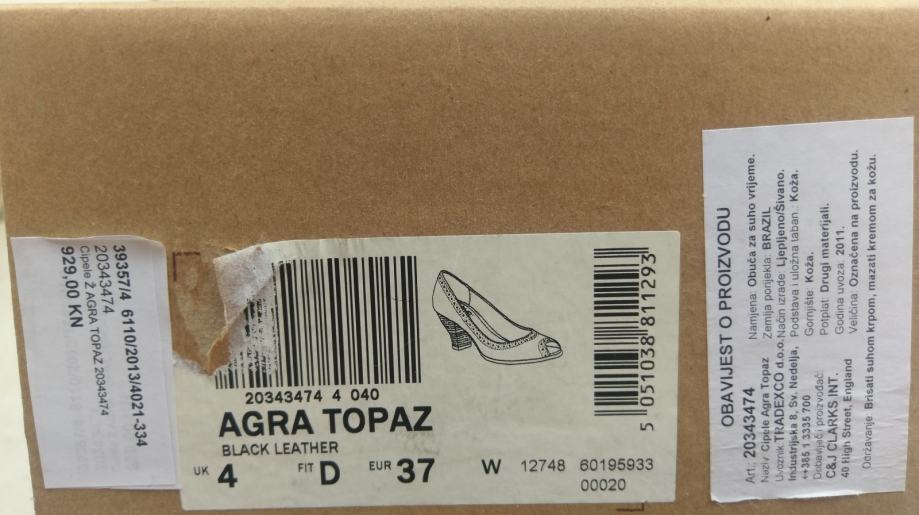 39357/4 6110/2013/4021-334
20343474
Cipele Ž AGRA TOPAZ 20343474
929,00 KN
20343474 4 040
AGRA TOPAZ
BLACK LEATHER
UK 4 FIT D EUR 37 W 12748 60195933
00020
5 051038 811293
OBAVIJEST O PROIZVODU
Art.: 20343474
Naziv Cipele Agra Topaz
Uvoznik: TRADEXCO d.o.o.
Industrijska 8, Sv. Nedelja,
++385 1 3335 700
Dobavljač i proizvođač:
C&J CLARKS INT.
40 High Street, England
Namjena: Obuća za suho vrijeme.
Zemlja porijekla: BRAZIL
Način izrade: Ljepljeno/Šivano.
Podstava i uložna taban.: Koža.
Gornjište: Koža.
Potplat: Drugi materijali.
Godina uvoza: 2011.
Veličina: Označena na proizvodu.
Održavanje: Brisati suhom krpom, mazati kremom za kožu.